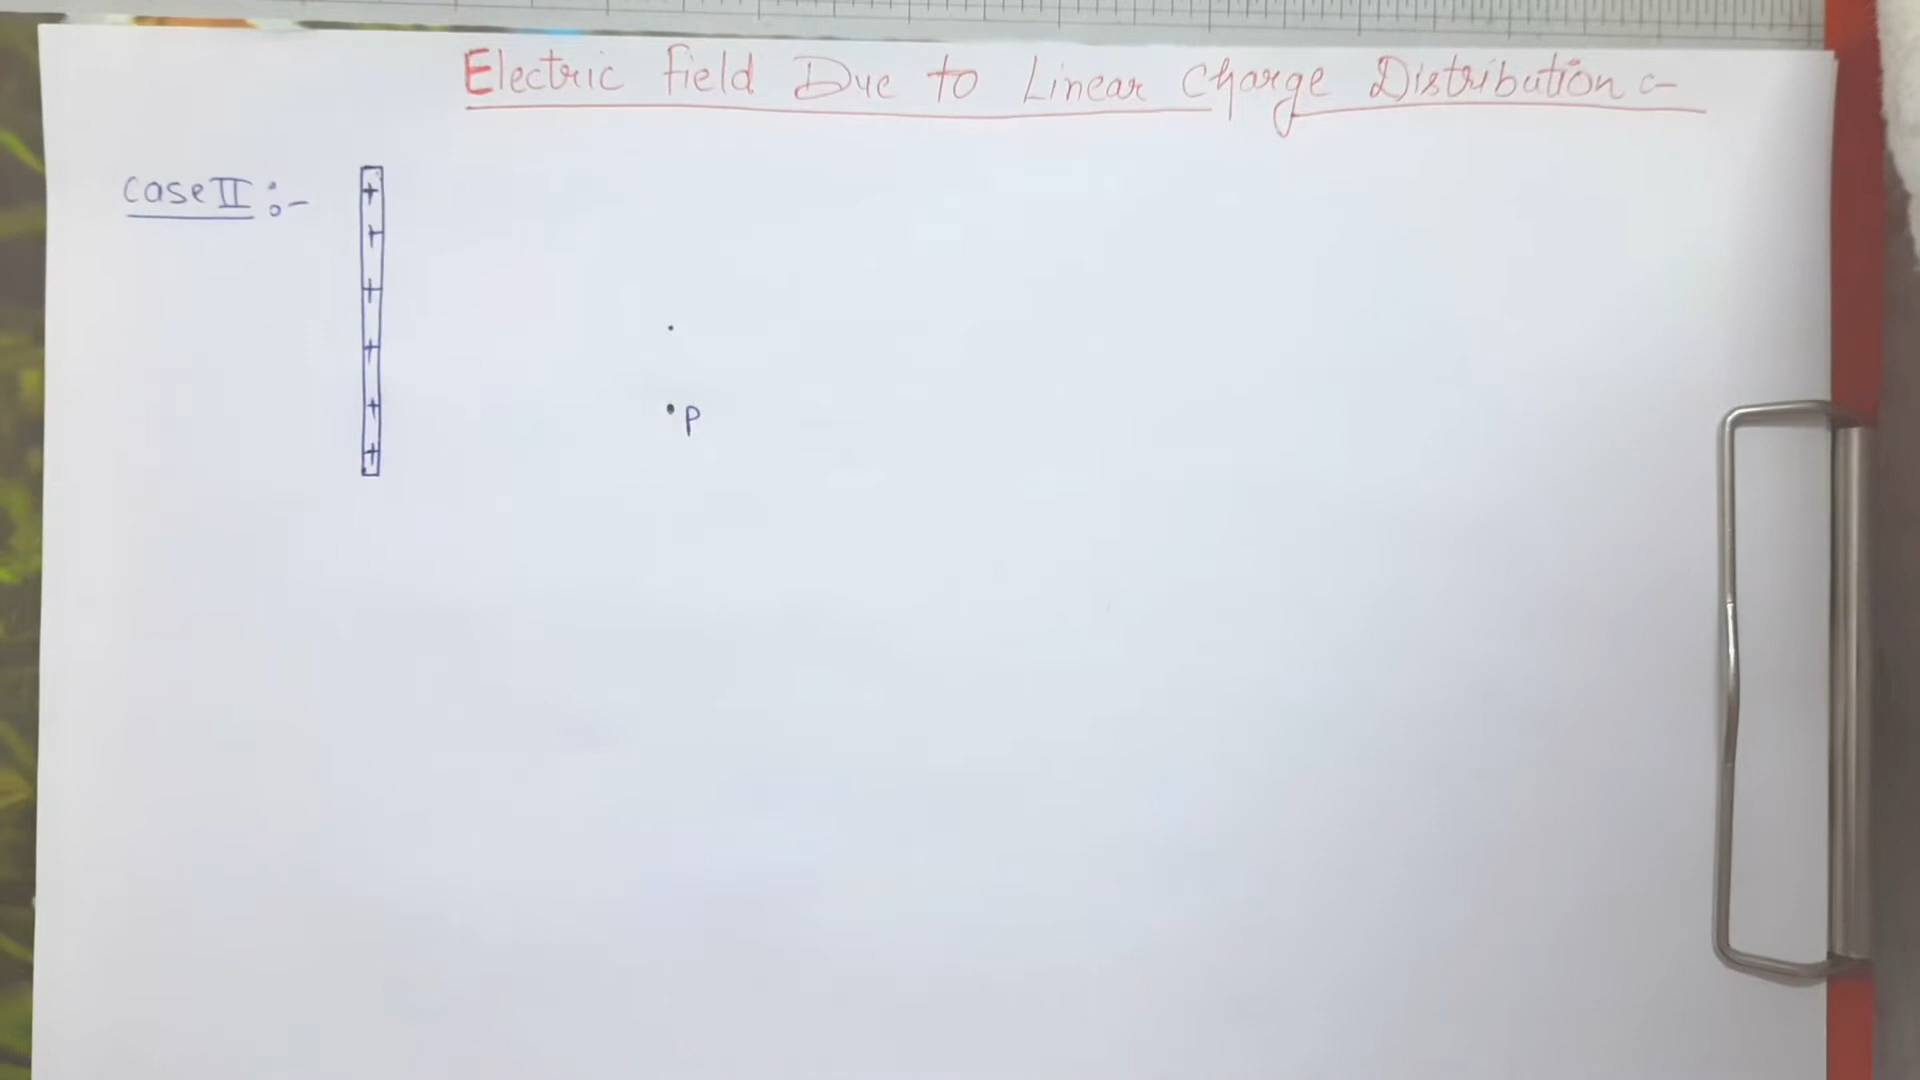 Electric field Due to Linear Charge Distribution :-
Case II :-
+
+
+
+
+
+
P